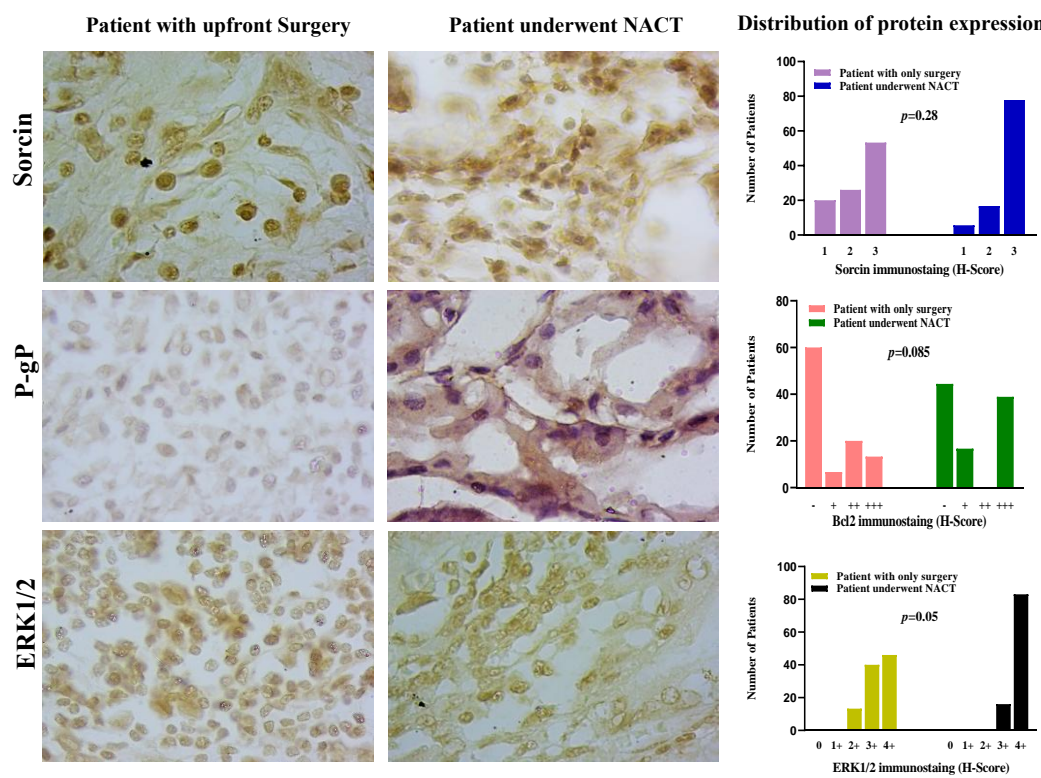 Patient with upfront Surgery
Patient underwent NACT
Distribution of protein expression
Sorcin
100
80
60
40
20
0
Number of Patients
Patient with only surgery
Patient underwent NACT
p=0.28
1 2 3 1 2 3
Sorcin immunostaing (H-Score)
P-gP
80
60
40
20
0
Number of Patients
Patient with only surgery
Patient underwent NACT
p=0.085
- + ++ +++ - + ++ +++
Bcl2 immunostaing (H-Score)
ERK1/2
100
80
60
40
20
0
Number of Patients
Patient with only surgery
Patient underwent NACT
p=0.05
0 1+ 2+ 3+ 4+ 0 1+ 2+ 3+ 4+
ERK1/2 immunostaing (H-Score)